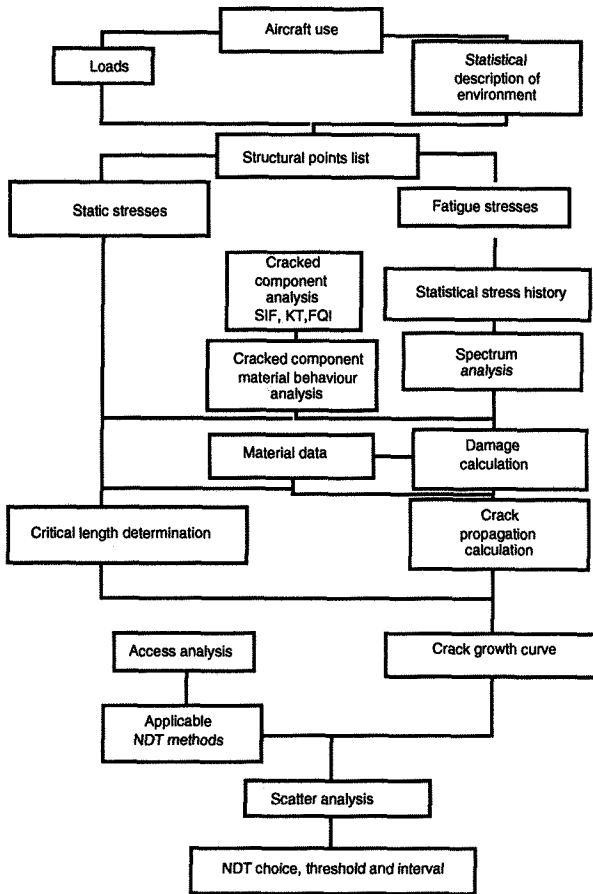 Aircraft use
Loads
Statistical
description of
environment
Structural points list
Static stresses
Fatigue stresses
Cracked
component
analysis
SIF, KT,FQI
Statistical stress history
Cracked component
material behaviour
analysis
Spectrum
analysis
Material data
Damage
calculation
Critical length determination
Crack
propagation
calculation
Access analysis
Crack growth curve
Applicable
NDT methods
Scatter analysis
NDT choice, threshold and interval